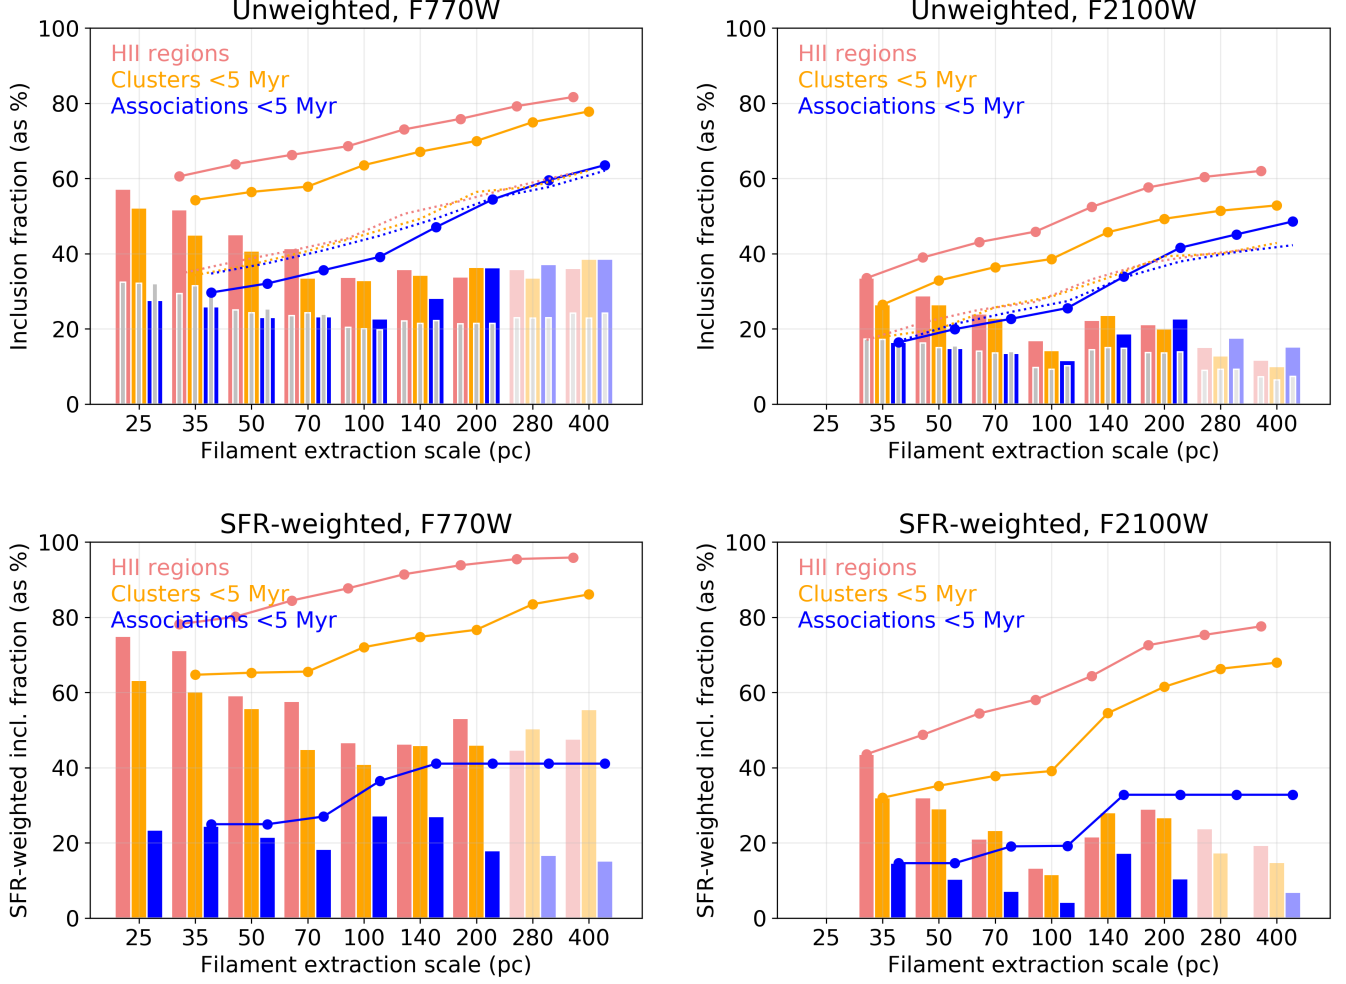 Unweighted, F770W
100
80
60
40
20
0
Inclusion fraction (as %)
HII regions
Clusters <5 Myr
Associations <5 Myr
25 35 50 70 100 140 200 280 400
Filament extraction scale (pc)
Unweighted, F2100W
100
80
60
40
20
0
Inclusion fraction (as %)
HII regions
Clusters <5 Myr
Associations <5 Myr
25 35 50 70 100 140 200 280 400
Filament extraction scale (pc)
SFR-weighted, F770W
100
80
60
40
20
0
SFR-weighted incl. fraction (as %)
HII regions
Clusters <5 Myr
Associations <5 Myr
25 35 50 70 100 140 200 280 400
Filament extraction scale (pc)
SFR-weighted, F2100W
100
80
60
40
20
0
SFR-weighted incl. fraction (as %)
HII regions
Clusters <5 Myr
Associations <5 Myr
25 35 50 70 100 140 200 280 400
Filament extraction scale (pc)